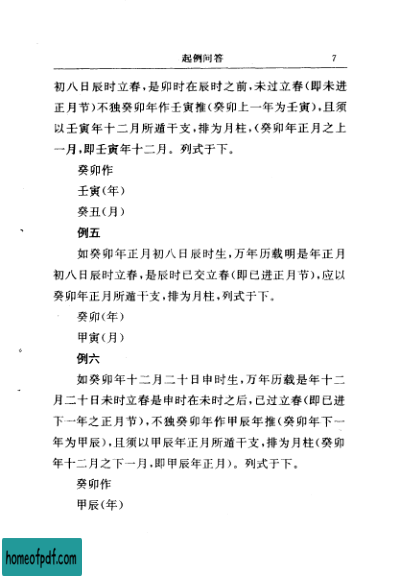 起例问答 7
初八日辰时立春,是卯时在辰时之前,未过立春(即未进
正月节)不独癸卯年作壬寅推(癸卯上一年为壬寅),且须
以壬寅年十二月所遁干支,排为月柱,(癸卯年正月之上
一月,即壬寅年十二月。列式于下。
癸卯作
壬寅(年)
癸丑(月)
例五
如癸卯年正月初八日辰时生,万年历载明是年正月
初八日辰时立春,是辰时已交立春(即已进正月节),应以
癸卯年正月所遁干支,排为月柱,列式于下。
癸卯(年)
甲寅(月)
例六
如癸卯年十二月二十日申时生,万年历载是年十二
月二十日未时立春是申时在未时之后,已过立春(即已进
下一年之正月节),不独癸卯年作甲辰年推(癸卯年下一
年为甲辰),且须以甲辰年正月所遁干支,排为月柱(癸卯
年十二月之下一月,即甲辰年正月)。列式于下。
癸卯作
甲辰(年)
homeofpdf.com